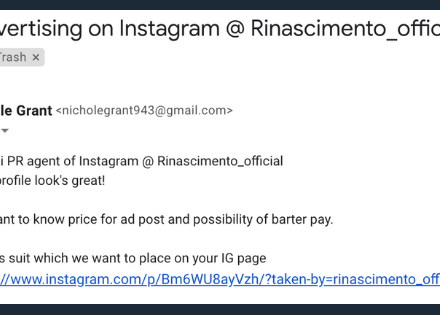 vertising on Instagram @ Rinascimento_offic
Trash ×
le Grant <nicholegrant943@gmail.com>
i PR agent of Instagram @ Rinascimento_official
profile look's great!
ant to know price for ad post and possibility of barter pay.
s suit which we want to place on your IG page
//www.instagram.com/p/Bm6WU8ayVzh/?taken-by=rinascimento_off